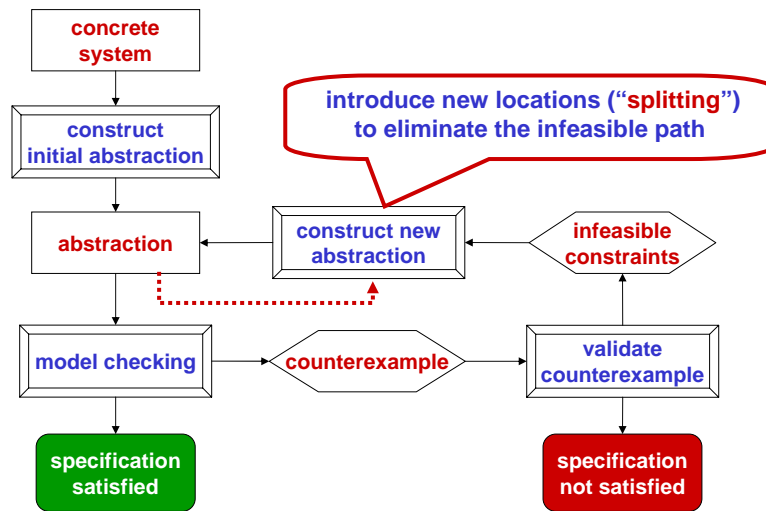 concrete
system
introduce new locations (“splitting”)
to eliminate the infeasible path
construct
initial abstraction
abstraction
construct new
abstraction
infeasible
constraints
model checking
counterexample
validate
counterexample
specification
satisfied
specification
not satisfied